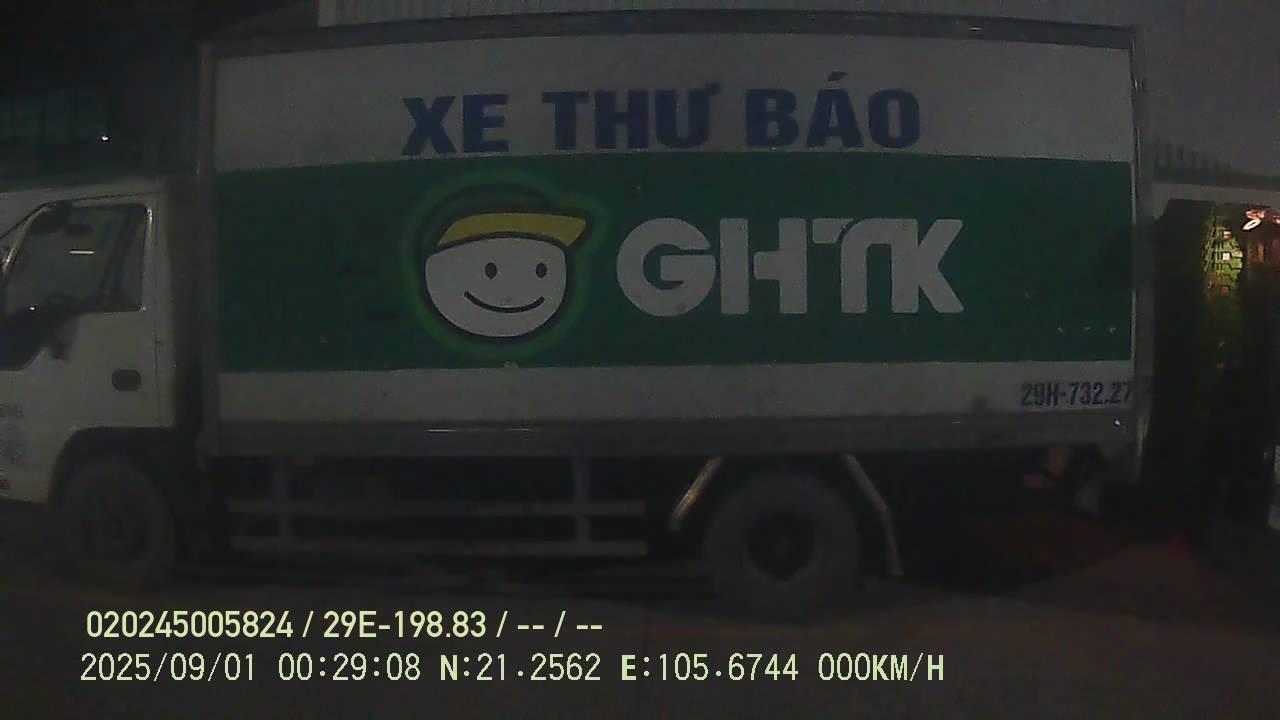 XE THƯ BÁO
GHTK
29H-732.27
020245005824 / 29E-198.83 / -- / --
2025/09/01 00:29:08 N:21.2562 E:105.6744 000KM/H